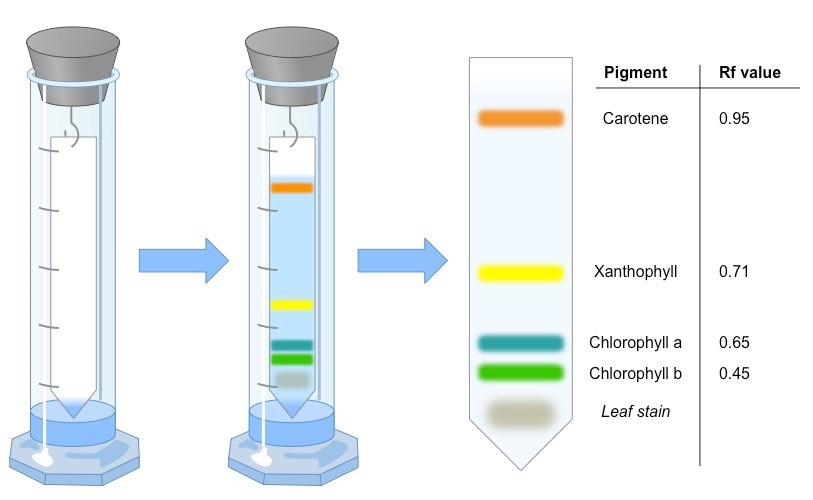 Pigment Rf value
Carotene 0.95
Xanthophyll 0.71
Chlorophyll a 0.65
Chlorophyll b 0.45
Leaf stain